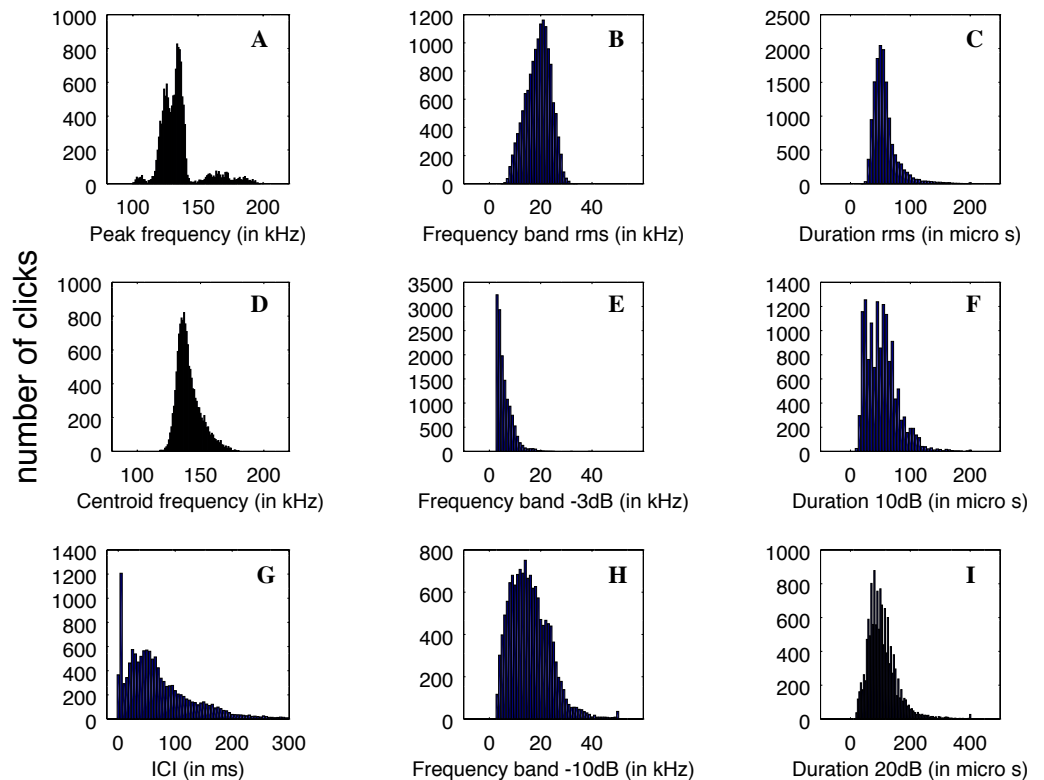 number of clicks
1000
800
600
400
200
0
A
100 150 200
Peak frequency (in kHz)
1200
1000
800
600
400
200
0
B
0 20 40
Frequency band rms (in kHz)
2500
2000
1500
1000
500
0
C
0 100 200
Duration rms (in micro s)
1000
800
600
400
200
0
D
100 150 200
Centroid frequency (in kHz)
3500
3000
2500
2000
1500
1000
500
0
E
0 20 40
Frequency band -3dB (in kHz)
1400
1200
1000
800
600
400
200
0
F
0 100 200
Duration 10dB (in micro s)
1400
1200
1000
800
600
400
200
0
G
0 100 200 300
ICI (in ms)
800
600
400
200
0
H
0 20 40
Frequency band -10dB (in kHz)
1000
800
600
400
200
0
I
0 200 400
Duration 20dB (in micro s)